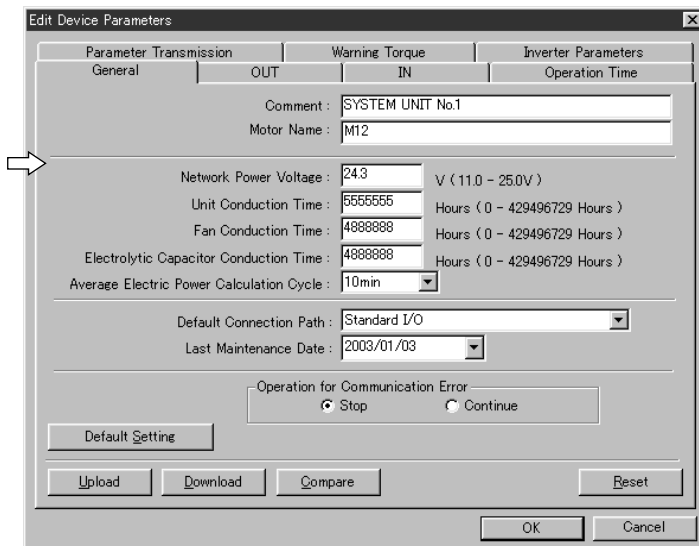 Edit Device Parameters
Parameter Transmission Warning Torque Inverter Parameters
General OUT IN Operation Time
Comment : SYSTEM UNIT No.1
Motor Name : M12
Network Power Voltage : 24.3 V ( 11.0 - 25.0V )
Unit Conduction Time : 5555555 Hours ( 0 - 429496729 Hours )
Fan Conduction Time : 4888888 Hours ( 0 - 429496729 Hours )
Electrolytic Capacitor Conduction Time : 4888888 Hours ( 0 - 429496729 Hours )
Average Electric Power Calculation Cycle : 10min
Default Connection Path : Standard I/O
Last Maintenance Date : 2003/01/03
Operation for Communication Error
Stop Continue
Default Setting
Upload Download Compare Reset
OK Cancel